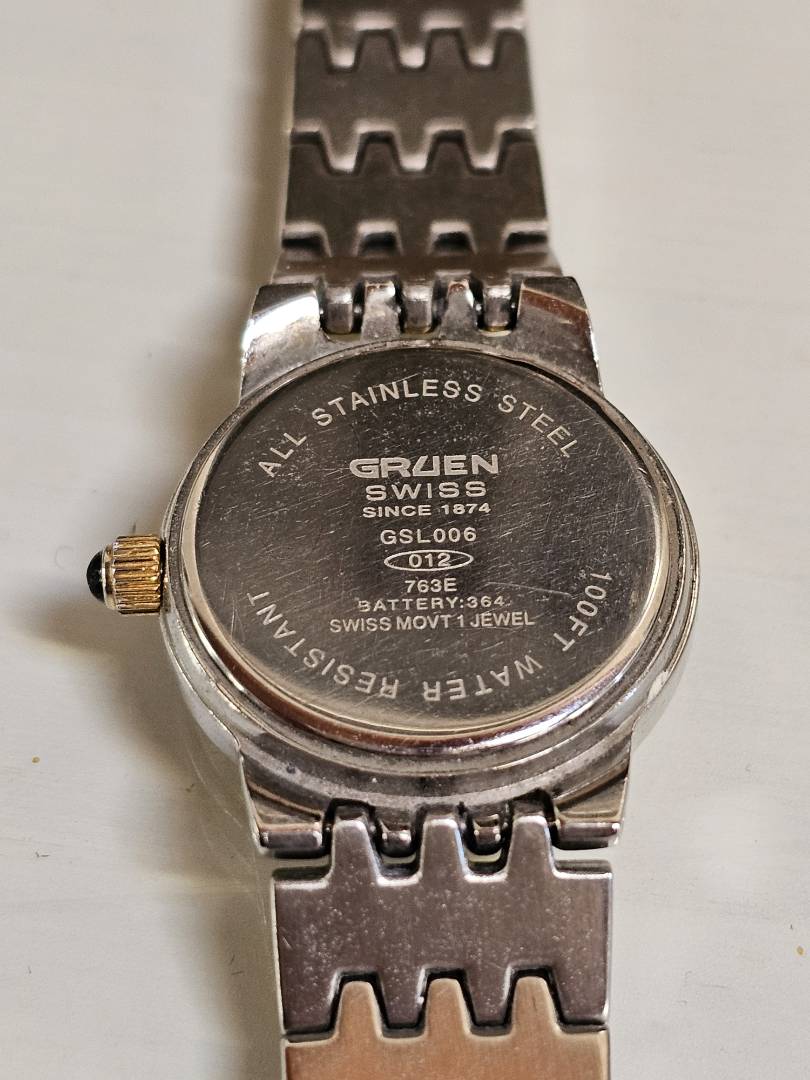 ALL STAINLESS STEEL
GRUEN
SWISS
SINCE 1874
GSL006
012
763E
BATTERY:364
SWISS MOVT 1 JEWEL
100FT WATER RESISTANT